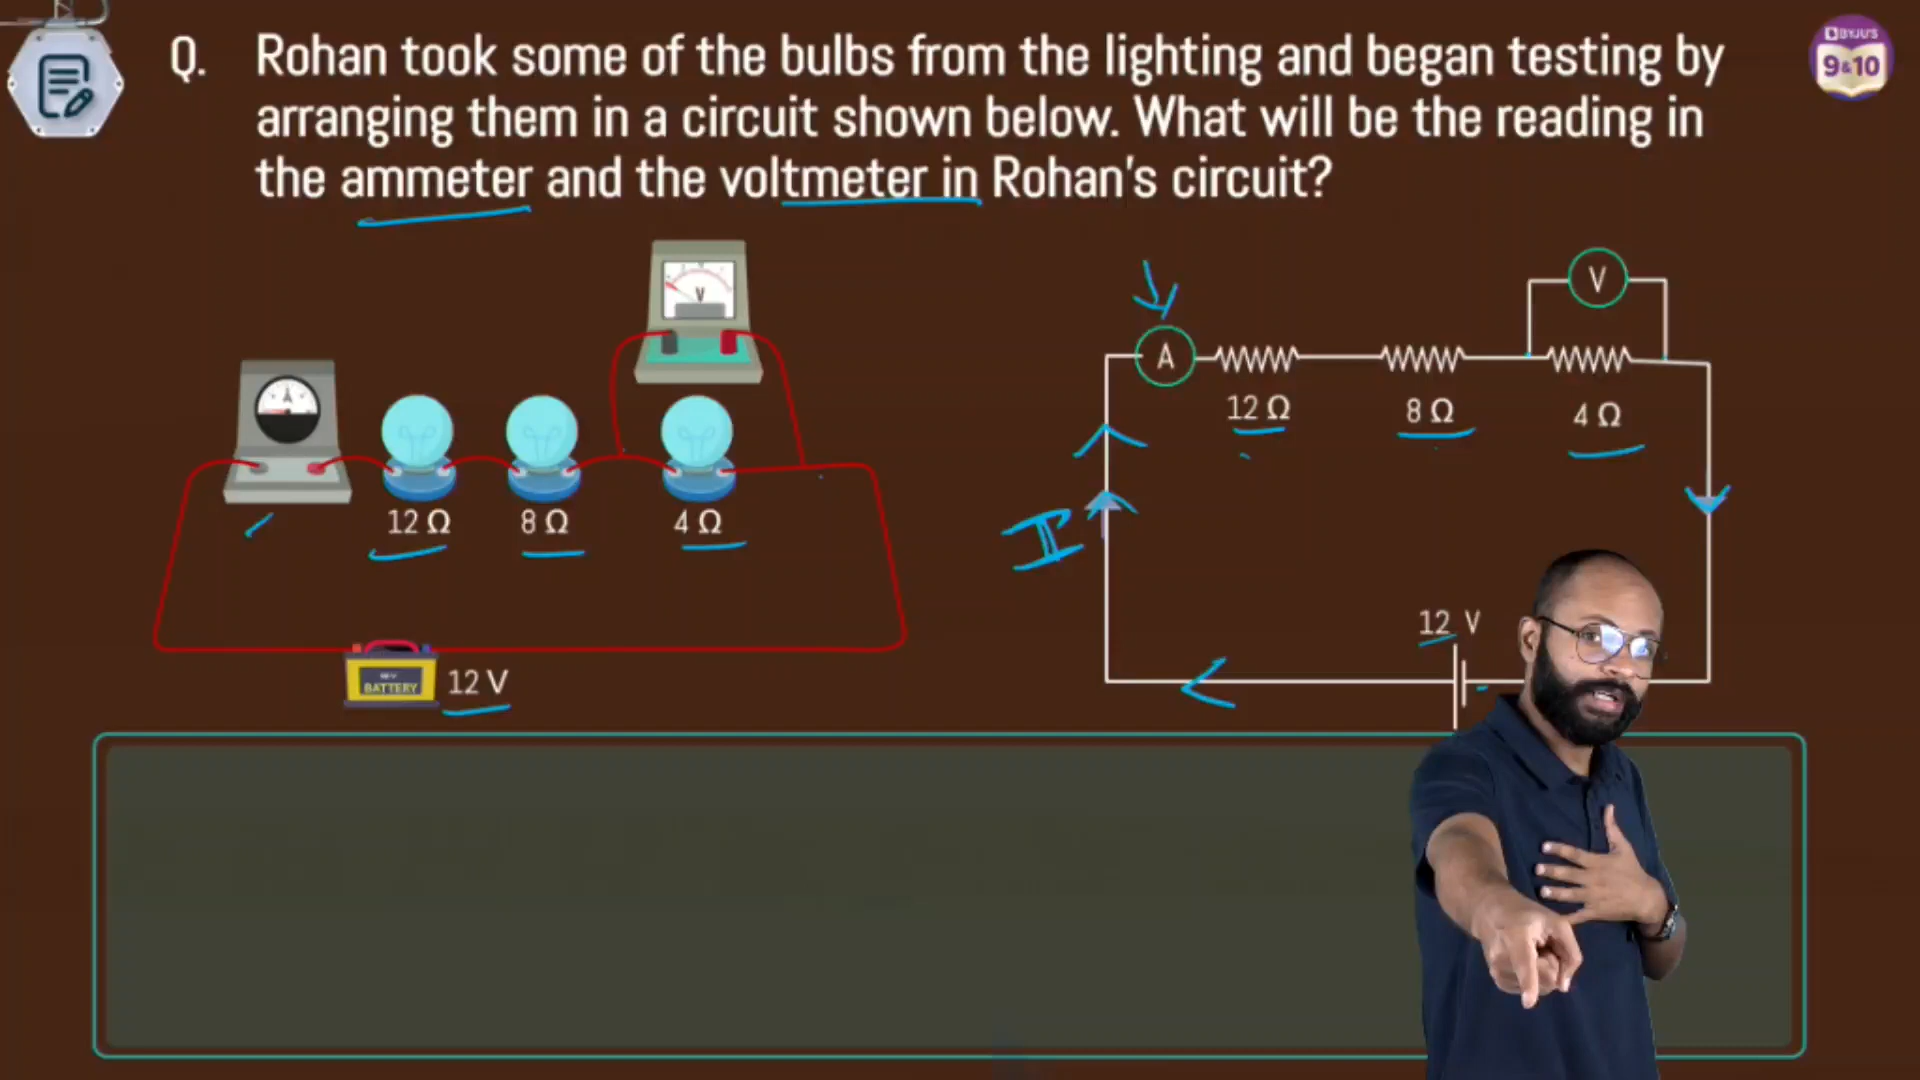 BYJU'S
9&10
Q. Rohan took some of the bulbs from the lighting and began testing by
arranging them in a circuit shown below. What will be the reading in
the ammeter and the voltmeter in Rohan's circuit?
V
A
12 Ω
8 Ω
4 Ω
BATTERY
12 V
V
A
12 Ω
8 Ω
4 Ω
I
12 V